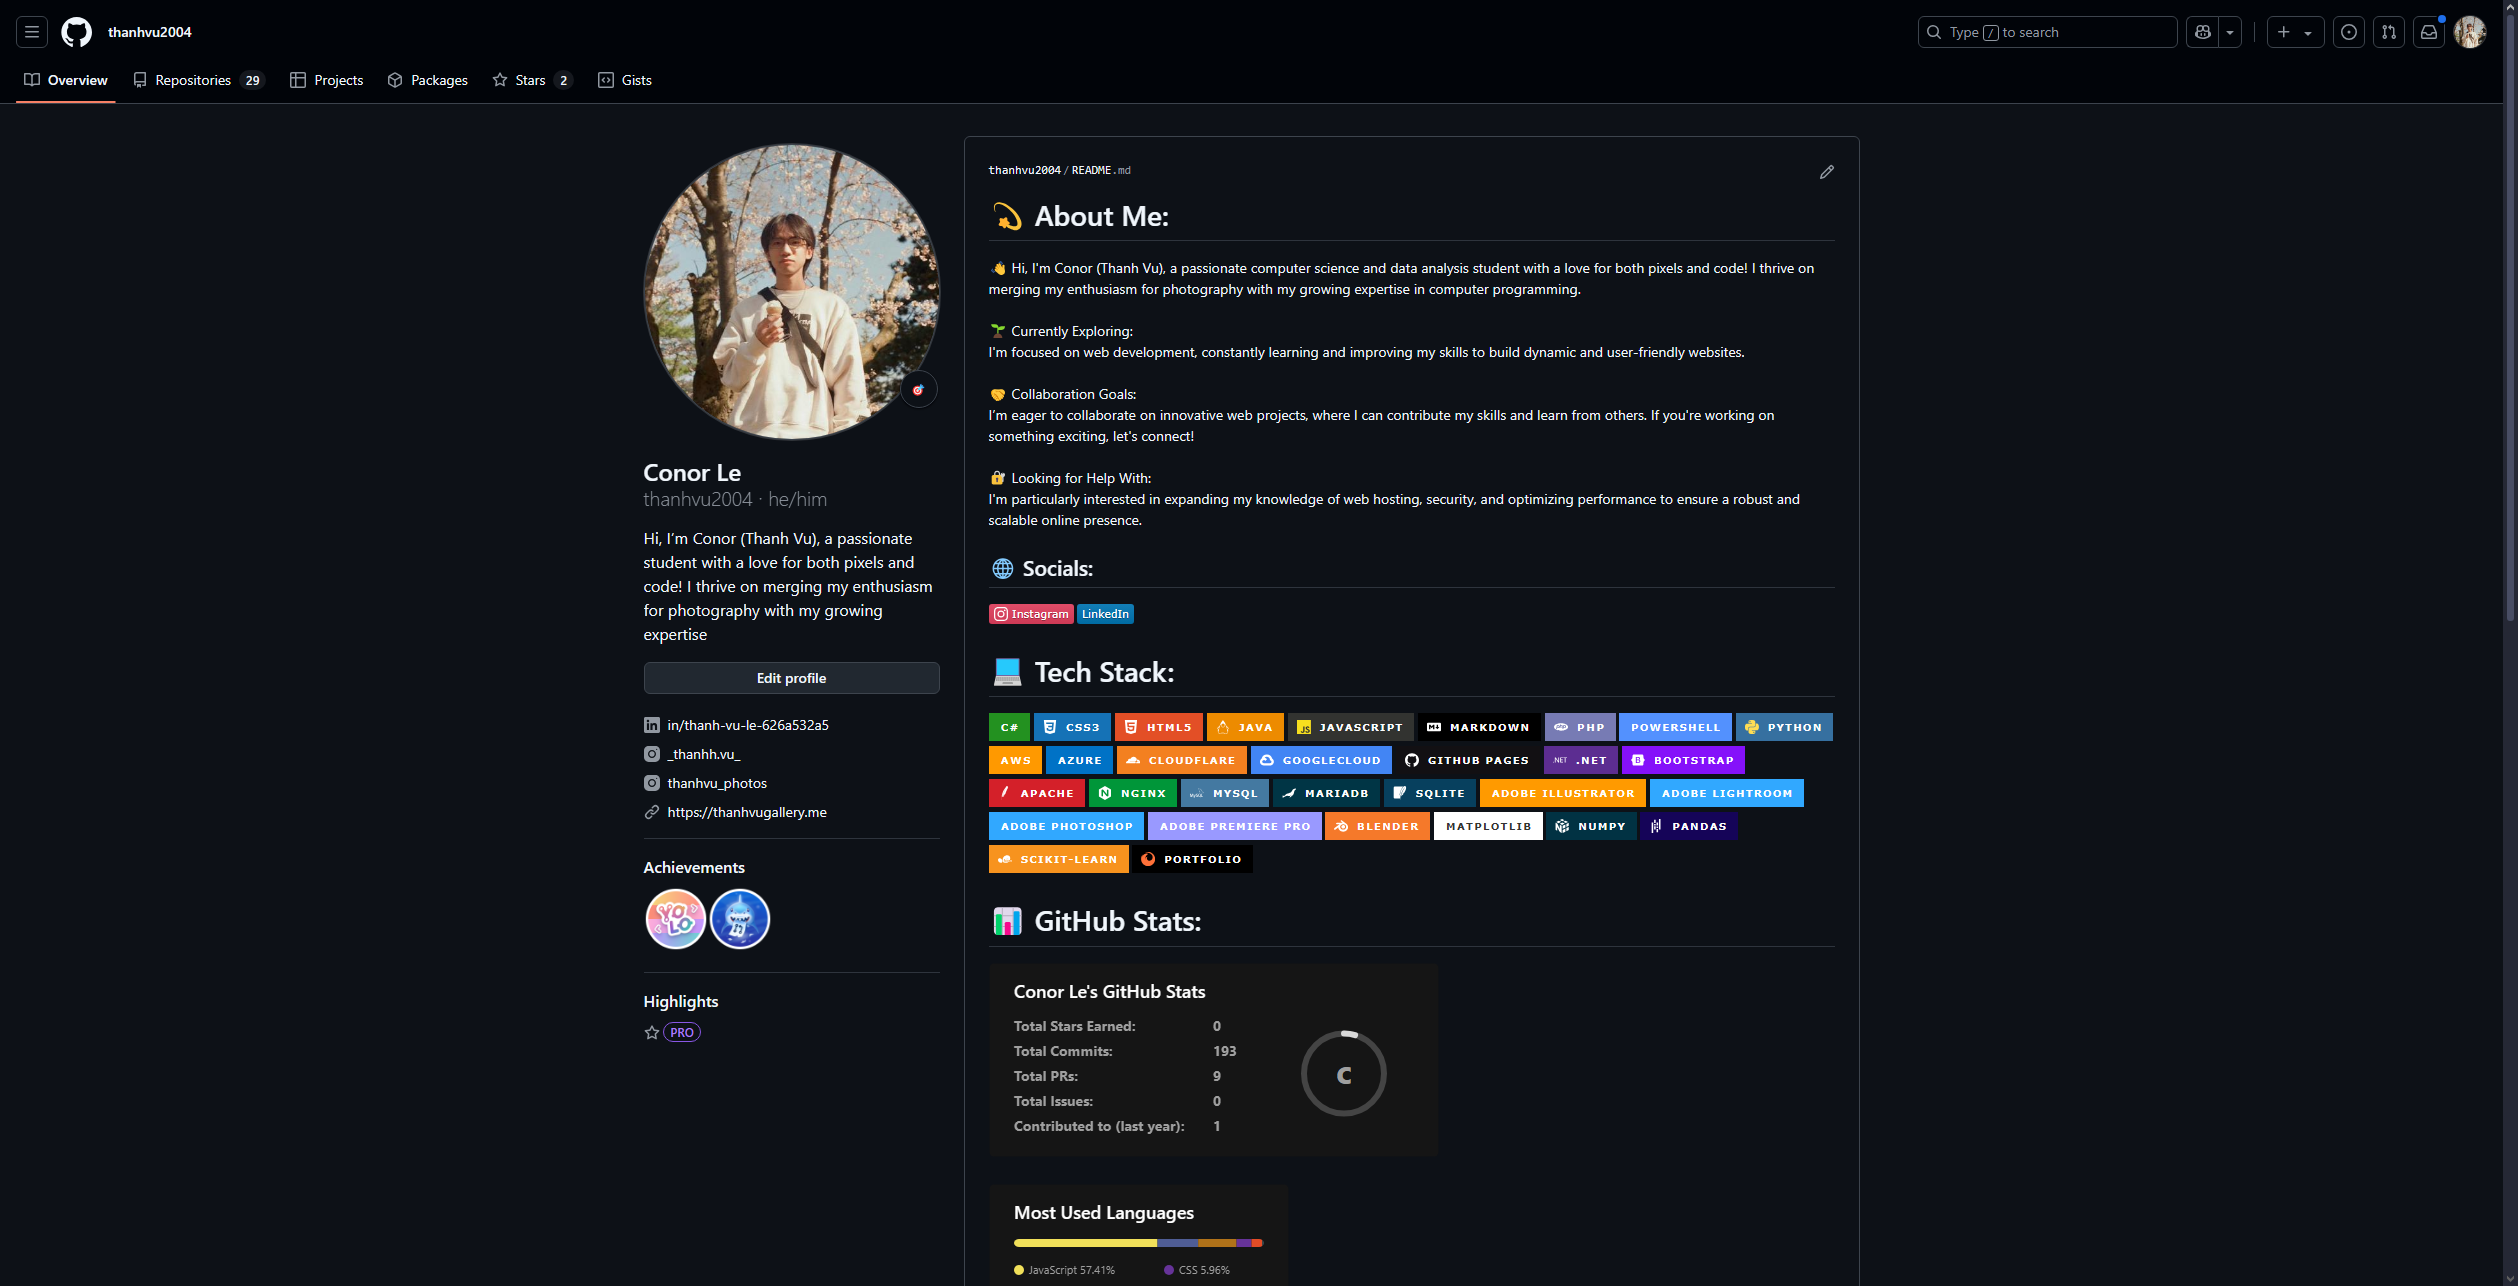 thanhvu2004
Type / to search
Overview
Repositories 29
Projects
Packages
Stars 2
Gists
Conor Le
thanhvu2004 · he/him
Hi, I'm Conor (Thanh Vu), a passionate
student with a love for both pixels and
code! I thrive on merging my enthusiasm
for photography with my growing
expertise
Edit profile
in/thanh-vu-le-626a532a5
_thanhh.vu_
thanhvu_photos
https://thanhvugallery.me
Achievements
YOLO
Highlights
PRO
thanhvu2004/README.md
About Me:
Hi, I'm Conor (Thanh Vu), a passionate computer science and data analysis student with a love for both pixels and code! I thrive on
merging my enthusiasm for photography with my growing expertise in computer programming.
Currently Exploring:
I'm focused on web development, constantly learning and improving my skills to build dynamic and user-friendly websites.
Collaboration Goals:
I'm eager to collaborate on innovative web projects, where I can contribute my skills and learn from others. If you're working on
something exciting, let's connect!
Looking for Help With:
I'm particularly interested in expanding my knowledge of web hosting, security, and optimizing performance to ensure a robust and
scalable online presence.
Socials:
Instagram LinkedIn
Tech Stack:
C# CSS3 HTML5 JAVA JAVASCRIPT MARKDOWN PHP POWERSHELL PYTHON
AWS AZURE CLOUDFLARE GOOGLECLOUD GITHUB PAGES .NET BOOTSTRAP
APACHE NGINX MYSQL MARIADB SQLITE ADOBE ILLUSTRATOR ADOBE LIGHTROOM
ADOBE PHOTOSHOP ADOBE PREMIERE PRO BLENDER MATPLOTLIB NUMPY PANDAS
SCIKIT-LEARN PORTFOLIO
GitHub Stats:
Conor Le's GitHub Stats
Total Stars Earned: 0
Total Commits: 193
Total PRs: 9
Total Issues: 0
Contributed to (last year): 1
C
Most Used Languages
JavaScript 57.41% CSS 5.96%